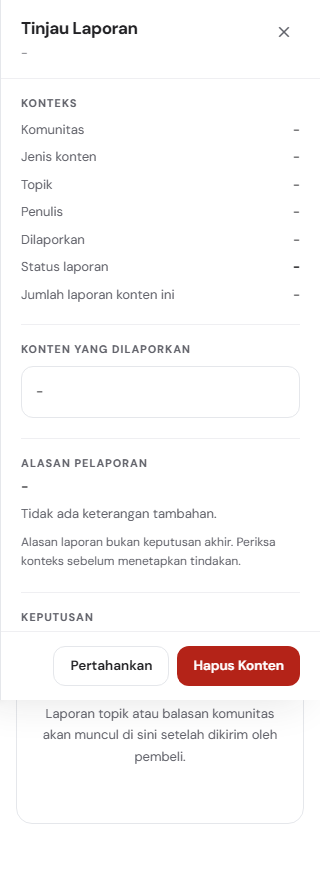 Tinjau Laporan
-
KONTEKS
Komunitas -
Jenis konten -
Topik -
Penulis -
Dilaporkan -
Status laporan -
Jumlah laporan konten ini -
KONTEN YANG DILAPORKAN
-
ALASAN PELAPORAN
-
Tidak ada keterangan tambahan.
Alasan laporan bukan keputusan akhir. Periksa
konteks sebelum menetapkan tindakan.
KEPUTUSAN
Pertahankan Hapus Konten
Laporan topik atau balasan komunitas
akan muncul di sini setelah dikirim oleh
pembeli.